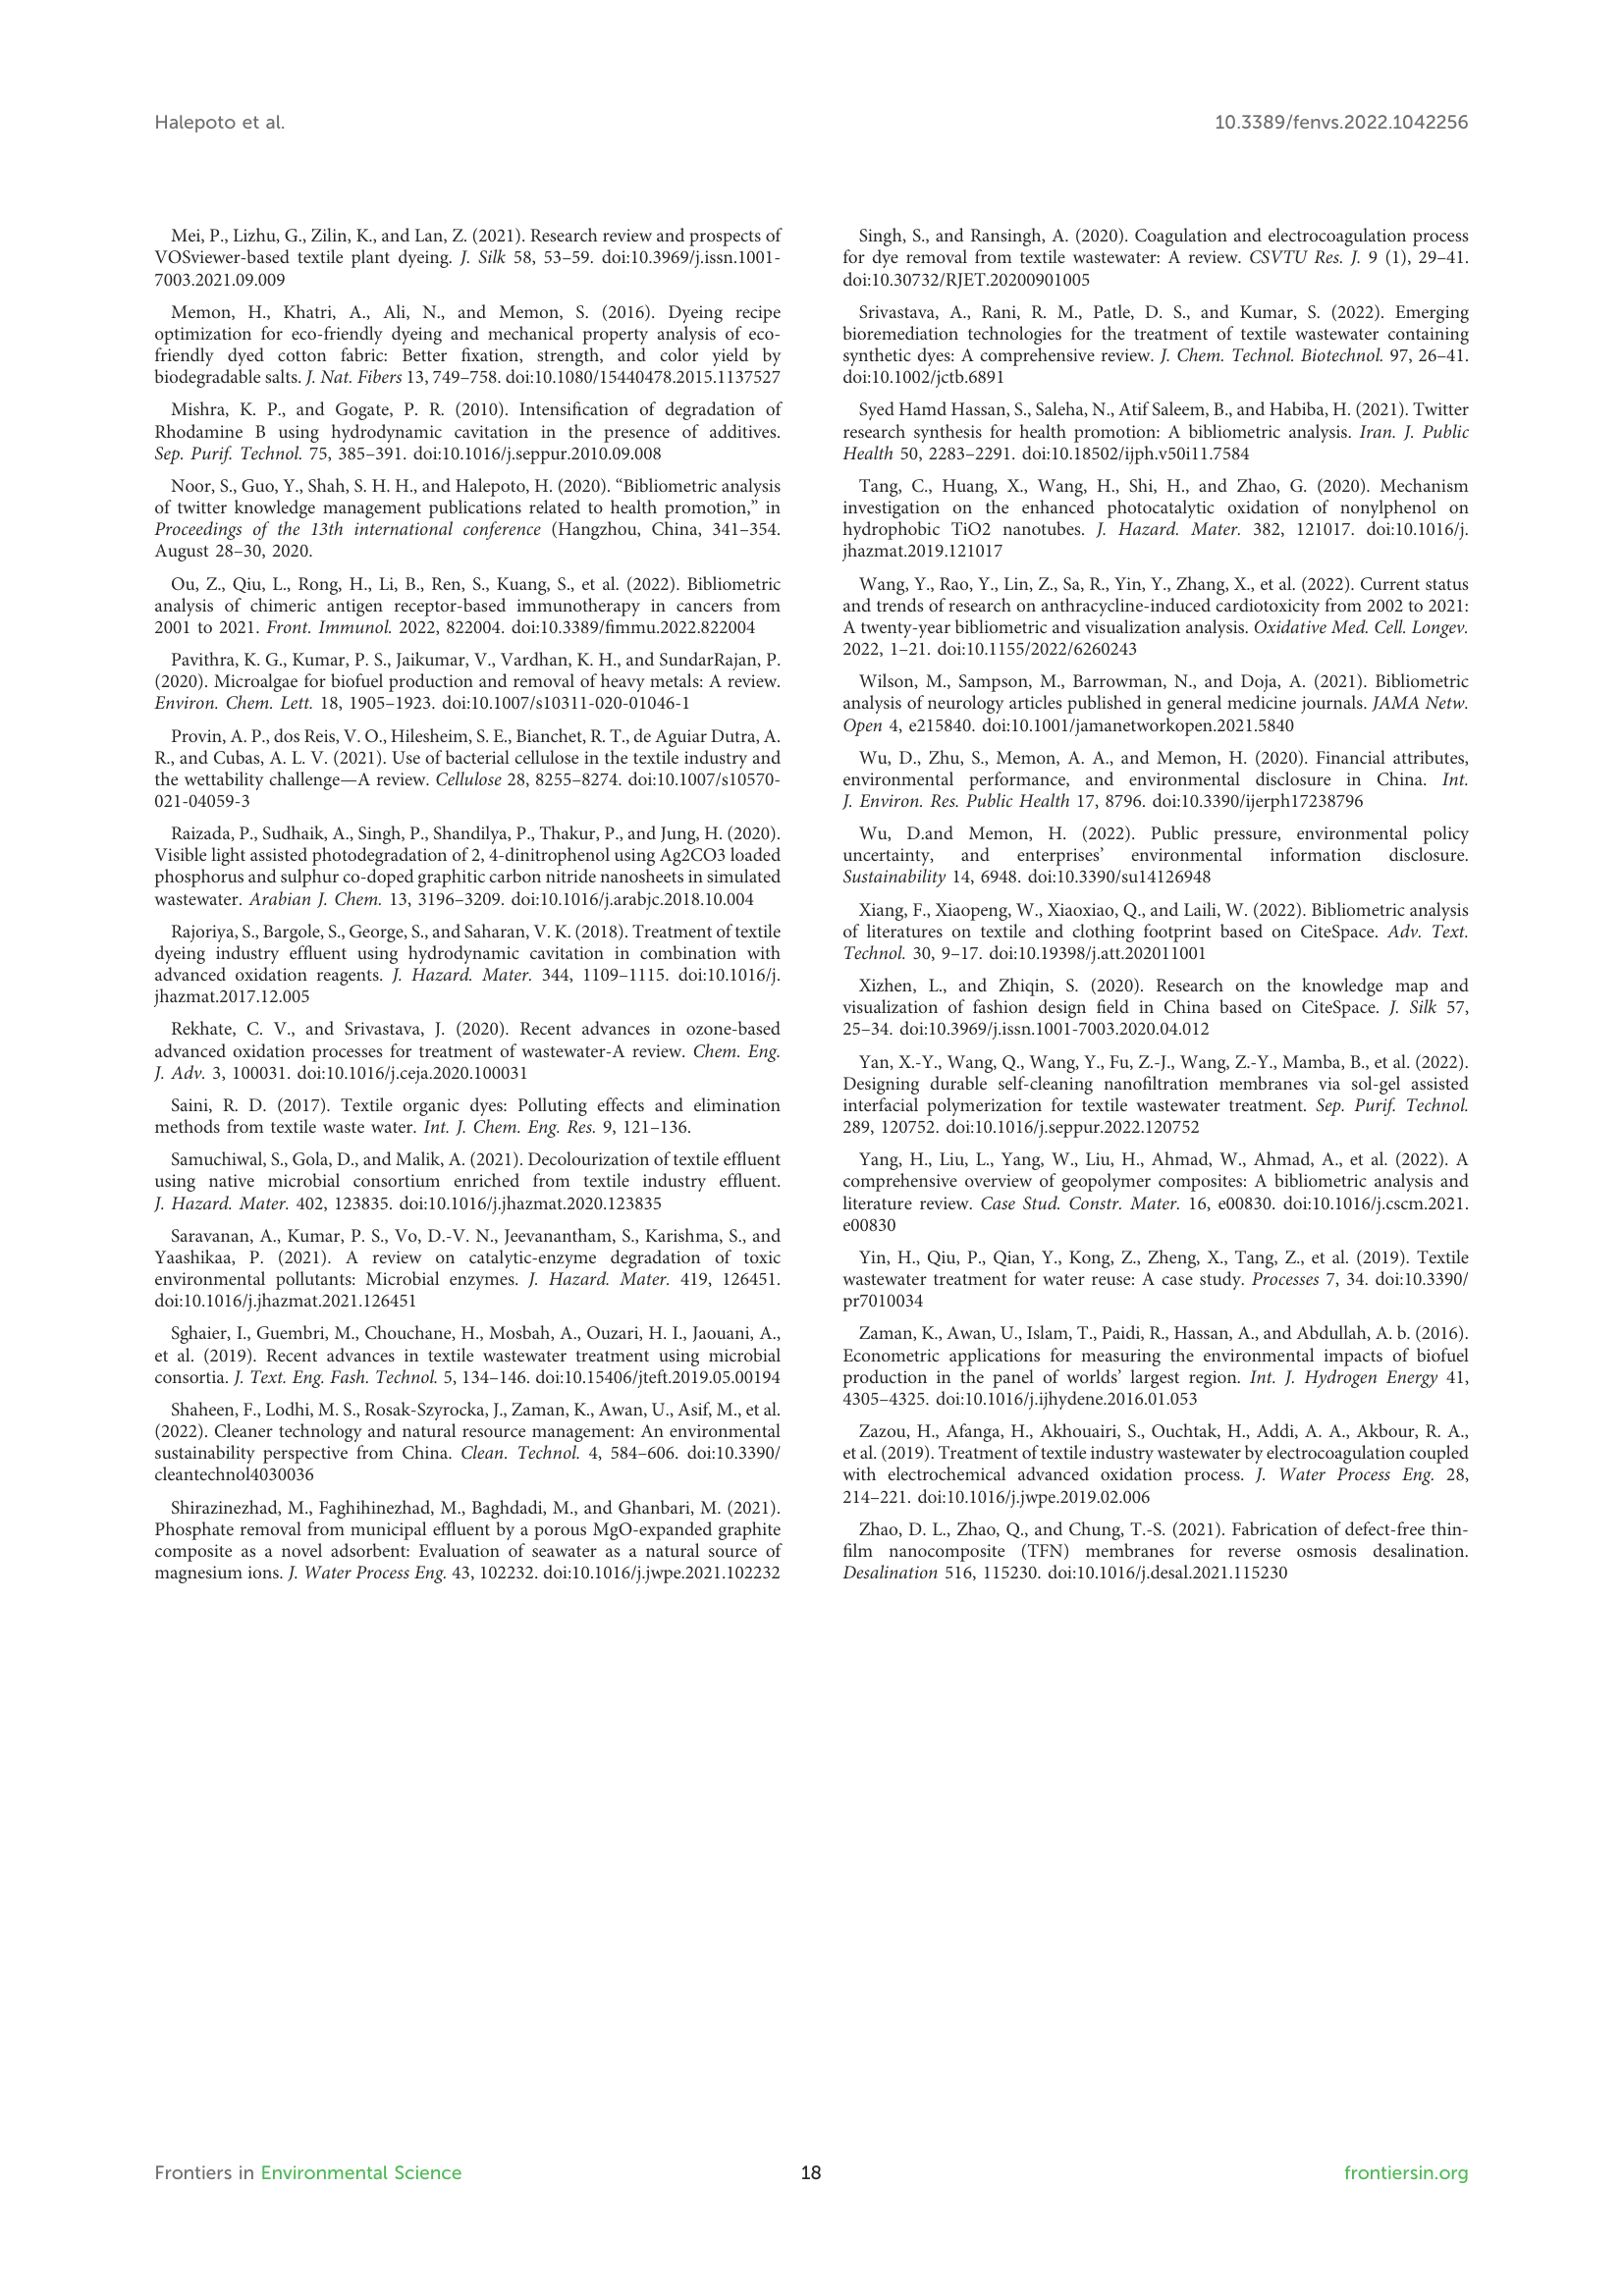 Halepoto et al.
10.3389/fenvs.2022.1042256
Mei, P., Lizhu, G., Zilin, K., and Lan, Z. (2021). Research review and prospects of
VOSviewer-based textile plant dyeing. J. Silk 58, 53–59. doi:10.3969/j.issn.1001-
7003.2021.09.009
Memon, H., Khatri, A., Ali, N., and Memon, S. (2016). Dyeing recipe
optimization for eco-friendly dyeing and mechanical property analysis of eco-
friendly dyed cotton fabric: Better fixation, strength, and color yield by
biodegradable salts. J. Nat. Fibers 13, 749–758. doi:10.1080/15440478.2015.1137527
Mishra, K. P., and Gogate, P. R. (2010). Intensification of degradation of
Rhodamine B using hydrodynamic cavitation in the presence of additives.
Sep. Purif. Technol. 75, 385–391. doi:10.1016/j.seppur.2010.09.008
Noor, S., Guo, Y., Shah, S. H. H., and Halepoto, H. (2020). “Bibliometric analysis
of twitter knowledge management publications related to health promotion,” in
Proceedings of the 13th international conference (Hangzhou, China, 341–354.
August 28–30, 2020.
Ou, Z., Qiu, L., Rong, H., Li, B., Ren, S., Kuang, S., et al. (2022). Bibliometric
analysis of chimeric antigen receptor-based immunotherapy in cancers from
2001 to 2021. Front. Immunol. 2022, 822004. doi:10.3389/fimmu.2022.822004
Pavithra, K. G., Kumar, P. S., Jaikumar, V., Vardhan, K. H., and SundarRajan, P.
(2020). Microalgae for biofuel production and removal of heavy metals: A review.
Environ. Chem. Lett. 18, 1905–1923. doi:10.1007/s10311-020-01046-1
Provin, A. P., dos Reis, V. O., Hilesheim, S. E., Bianchet, R. T., de Aguiar Dutra, A.
R., and Cubas, A. L. V. (2021). Use of bacterial cellulose in the textile industry and
the wettability challenge—A review. Cellulose 28, 8255–8274. doi:10.1007/s10570-
021-04059-3
Raizada, P., Sudhaik, A., Singh, P., Shandilya, P., Thakur, P., and Jung, H. (2020).
Visible light assisted photodegradation of 2, 4-dinitrophenol using Ag2CO3 loaded
phosphorus and sulphur co-doped graphitic carbon nitride nanosheets in simulated
wastewater. Arabian J. Chem. 13, 3196–3209. doi:10.1016/j.arabjc.2018.10.004
Rajoriya, S., Bargole, S., George, S., and Saharan, V. K. (2018). Treatment of textile
dyeing industry effluent using hydrodynamic cavitation in combination with
advanced oxidation reagents. J. Hazard. Mater. 344, 1109–1115. doi:10.1016/j.
jhazmat.2017.12.005
Rekhate, C. V., and Srivastava, J. (2020). Recent advances in ozone-based
advanced oxidation processes for treatment of wastewater-A review. Chem. Eng.
J. Adv. 3, 100031. doi:10.1016/j.ceja.2020.100031
Saini, R. D. (2017). Textile organic dyes: Polluting effects and elimination
methods from textile waste water. Int. J. Chem. Eng. Res. 9, 121–136.
Samuchiwal, S., Gola, D., and Malik, A. (2021). Decolourization of textile effluent
using native microbial consortium enriched from textile industry effluent.
J. Hazard. Mater. 402, 123835. doi:10.1016/j.jhazmat.2020.123835
Saravanan, A., Kumar, P. S., Vo, D.-V. N., Jeevanantham, S., Karishma, S., and
Yaashikaa, P. (2021). A review on catalytic-enzyme degradation of toxic
environmental pollutants: Microbial enzymes. J. Hazard. Mater. 419, 126451.
doi:10.1016/j.jhazmat.2021.126451
Sghaier, I., Guembri, M., Chouchane, H., Mosbah, A., Ouzari, H. I., Jaouani, A.,
et al. (2019). Recent advances in textile wastewater treatment using microbial
consortia. J. Text. Eng. Fash. Technol. 5, 134–146. doi:10.15406/jteft.2019.05.00194
Shaheen, F., Lodhi, M. S., Rosak-Szyrocka, J., Zaman, K., Awan, U., Asif, M., et al.
(2022). Cleaner technology and natural resource management: An environmental
sustainability perspective from China. Clean. Technol. 4, 584–606. doi:10.3390/
cleantechnol4030036
Shirazinezhad, M., Faghihinezhad, M., Baghdadi, M., and Ghanbari, M. (2021).
Phosphate removal from municipal effluent by a porous MgO-expanded graphite
composite as a novel adsorbent: Evaluation of seawater as a natural source of
magnesium ions. J. Water Process Eng. 43, 102232. doi:10.1016/j.jwpe.2021.102232
Singh, S., and Ransingh, A. (2020). Coagulation and electrocoagulation process
for dye removal from textile wastewater: A review. CSVTU Res. J. 9 (1), 29–41.
doi:10.30732/RJET.20200901005
Srivastava, A., Rani, R. M., Patle, D. S., and Kumar, S. (2022). Emerging
bioremediation technologies for the treatment of textile wastewater containing
synthetic dyes: A comprehensive review. J. Chem. Technol. Biotechnol. 97, 26–41.
doi:10.1002/jctb.6891
Syed Hamd Hassan, S., Saleha, N., Atif Saleem, B., and Habiba, H. (2021). Twitter
research synthesis for health promotion: A bibliometric analysis. Iran. J. Public
Health 50, 2283–2291. doi:10.18502/ijph.v50i11.7584
Tang, C., Huang, X., Wang, H., Shi, H., and Zhao, G. (2020). Mechanism
investigation on the enhanced photocatalytic oxidation of nonylphenol on
hydrophobic TiO2 nanotubes. J. Hazard. Mater. 382, 121017. doi:10.1016/j.
jhazmat.2019.121017
Wang, Y., Rao, Y., Lin, Z., Sa, R., Yin, Y., Zhang, X., et al. (2022). Current status
and trends of research on anthracycline-induced cardiotoxicity from 2002 to 2021:
A twenty-year bibliometric and visualization analysis. Oxidative Med. Cell. Longev.
2022, 1–21. doi:10.1155/2022/6260243
Wilson, M., Sampson, M., Barrowman, N., and Doja, A. (2021). Bibliometric
analysis of neurology articles published in general medicine journals. JAMA Netw.
Open 4, e215840. doi:10.1001/jamanetworkopen.2021.5840
Wu, D., Zhu, S., Memon, A. A., and Memon, H. (2020). Financial attributes,
environmental performance, and environmental disclosure in China. Int.
J. Environ. Res. Public Health 17, 8796. doi:10.3390/ijerph17238796
Wu, D.and Memon, H. (2022). Public pressure, environmental policy
uncertainty, and enterprises’ environmental information disclosure.
Sustainability 14, 6948. doi:10.3390/su14126948
Xiang, F., Xiaopeng, W., Xiaoxiao, Q., and Laili, W. (2022). Bibliometric analysis
of literatures on textile and clothing footprint based on CiteSpace. Adv. Text.
Technol. 30, 9–17. doi:10.19398/j.att.202011001
Xizhen, L., and Zhiqin, S. (2020). Research on the knowledge map and
visualization of fashion design field in China based on CiteSpace. J. Silk 57,
25–34. doi:10.3969/j.issn.1001-7003.2020.04.012
Yan, X.-Y., Wang, Q., Wang, Y., Fu, Z.-J., Wang, Z.-Y., Mamba, B., et al. (2022).
Designing durable self-cleaning nanofiltration membranes via sol-gel assisted
interfacial polymerization for textile wastewater treatment. Sep. Purif. Technol.
289, 120752. doi:10.1016/j.seppur.2022.120752
Yang, H., Liu, L., Yang, W., Liu, H., Ahmad, W., Ahmad, A., et al. (2022). A
comprehensive overview of geopolymer composites: A bibliometric analysis and
literature review. Case Stud. Constr. Mater. 16, e00830. doi:10.1016/j.cscm.2021.
e00830
Yin, H., Qiu, P., Qian, Y., Kong, Z., Zheng, X., Tang, Z., et al. (2019). Textile
wastewater treatment for water reuse: A case study. Processes 7, 34. doi:10.3390/
pr7010034
Zaman, K., Awan, U., Islam, T., Paidi, R., Hassan, A., and Abdullah, A. b. (2016).
Econometric applications for measuring the environmental impacts of biofuel
production in the panel of worlds’ largest region. Int. J. Hydrogen Energy 41,
4305–4325. doi:10.1016/j.ijhydene.2016.01.053
Zazou, H., Afanga, H., Akhouairi, S., Ouchtak, H., Addi, A. A., Akbour, R. A.,
et al. (2019). Treatment of textile industry wastewater by electrocoagulation coupled
with electrochemical advanced oxidation process. J. Water Process Eng. 28,
214–221. doi:10.1016/j.jwpe.2019.02.006
Zhao, D. L., Zhao, Q., and Chung, T.-S. (2021). Fabrication of defect-free thin-
film nanocomposite (TFN) membranes for reverse osmosis desalination.
Desalination 516, 115230. doi:10.1016/j.desal.2021.115230
Frontiers in Environmental Science
18
frontiersin.org